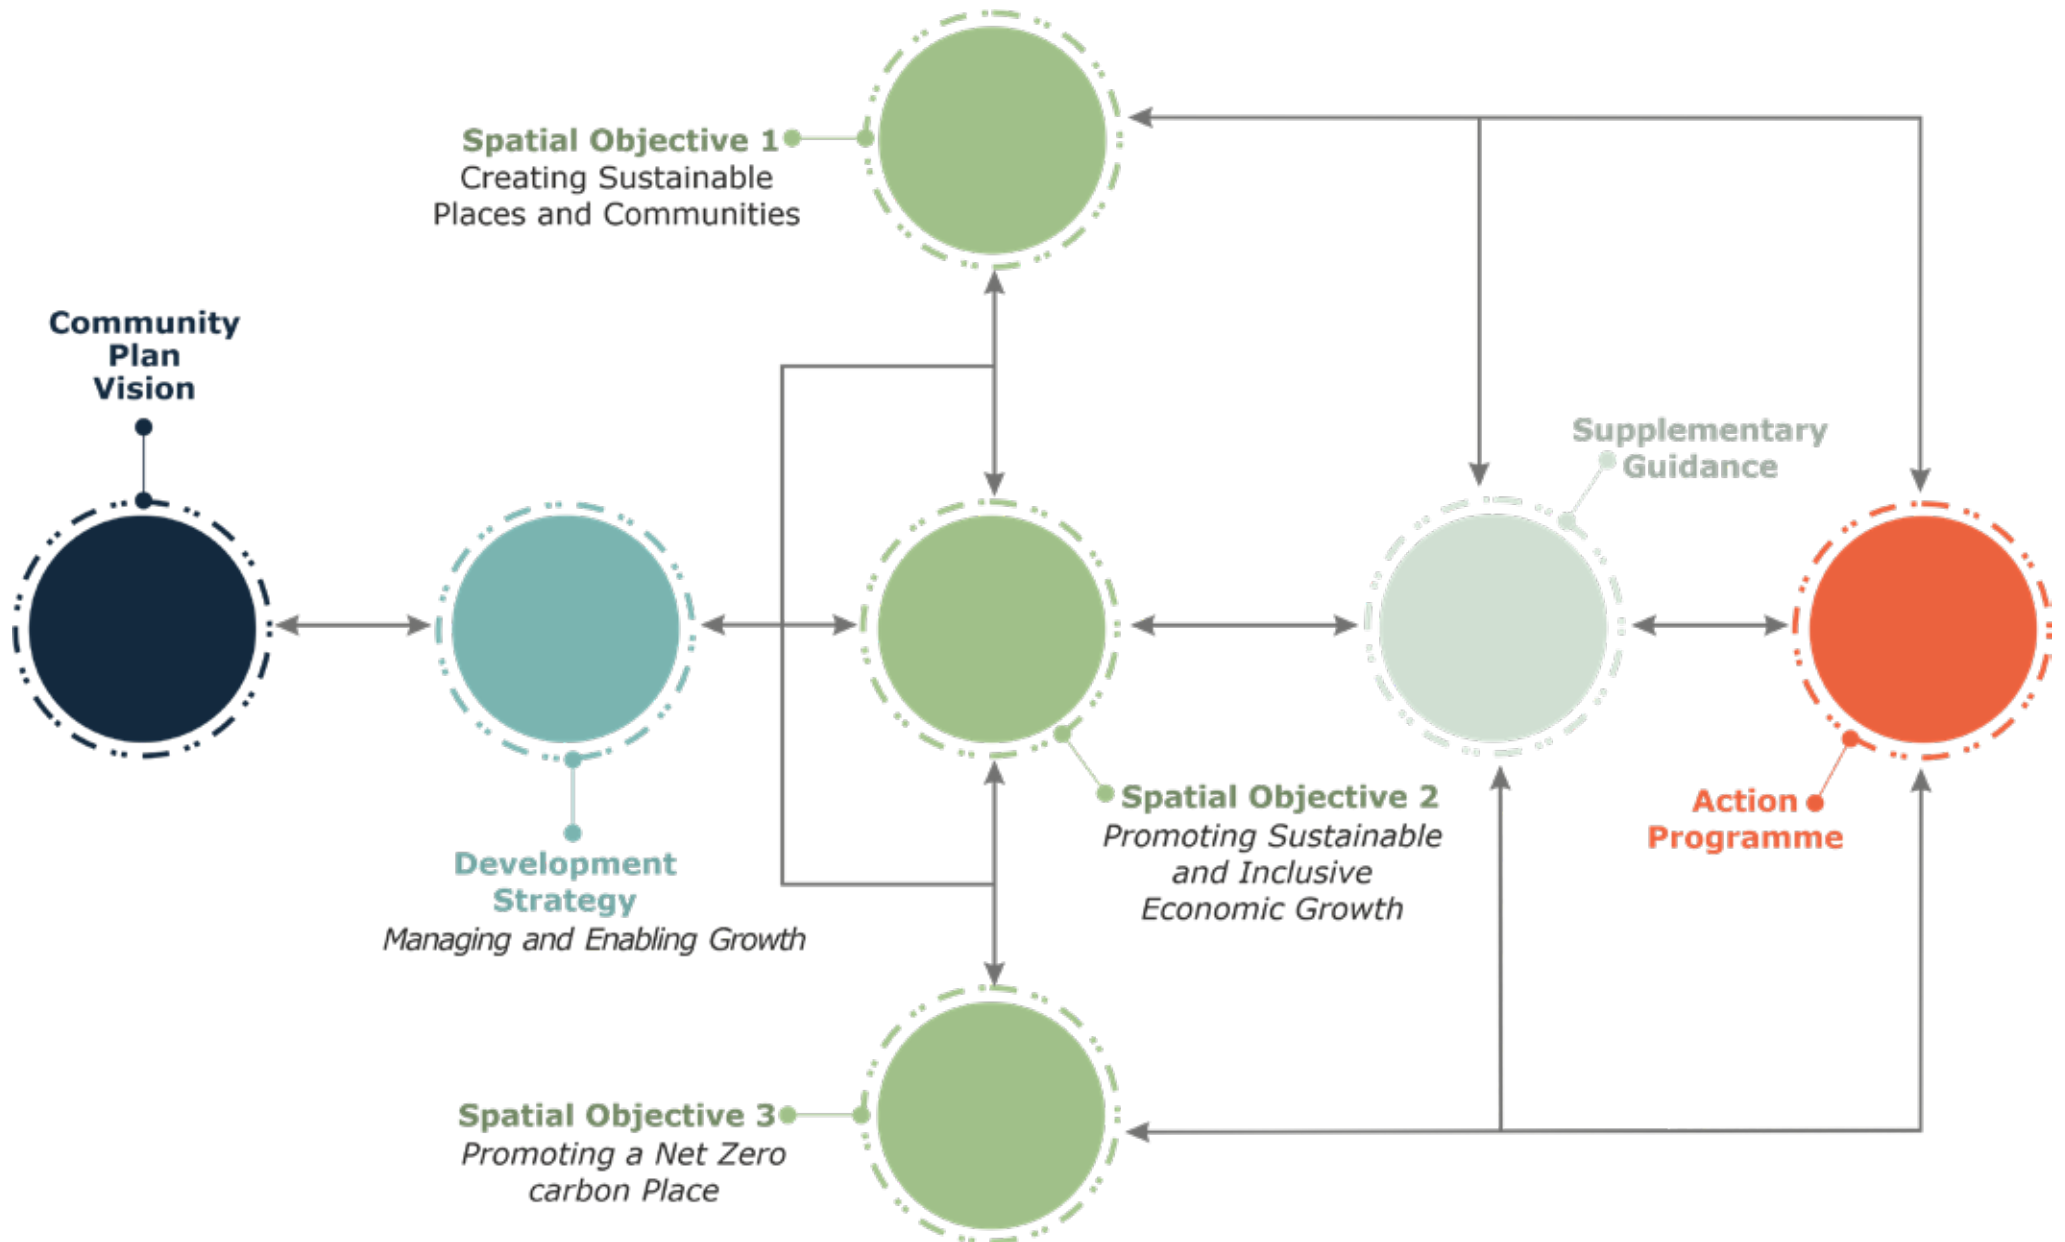 Spatial Objective 1
Creating Sustainable
Places and Communities
Community
Plan
Vision
Supplementary
Guidance
Development
Strategy
Managing and Enabling Growth
Spatial Objective 2
Promoting Sustainable
and Inclusive
Economic Growth
Action
Programme
Spatial Objective 3
Promoting a Net Zero
carbon Place